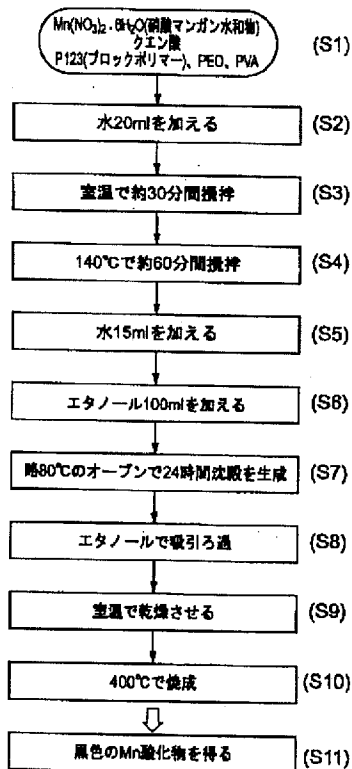 Mn(NO₃)₂・6H₂O(硝酸マンガン水和物)
クエン酸
P123(ブロックポリマー)、PEO、PVA
(S1)
水20mlを加える
(S2)
室温で約30分間攪拌
(S3)
140℃で約60分間攪拌
(S4)
水15mlを加える
(S5)
エタノール100mlを加える
(S6)
略80℃のオーブンで24時間沈殿を生成
(S7)
エタノールで吸引ろ過
(S8)
室温で乾燥させる
(S9)
400℃で焼成
(S10)
黒色のMn酸化物を得る
(S11)